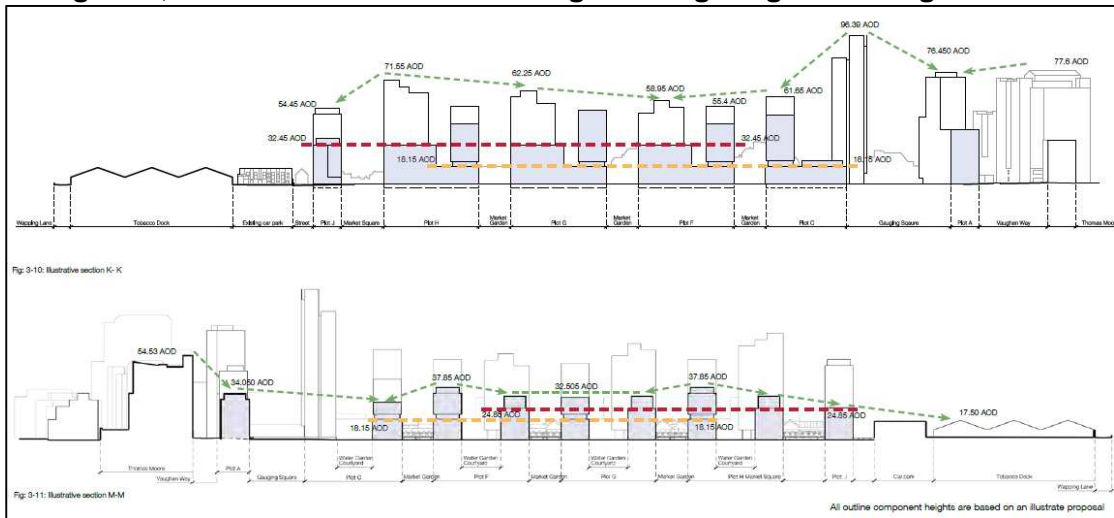 96.39 AOD
76.450 AOD
77.6 AOD
71.55 AOD
62.25 AOD
58.95 AOD
55.4 AOD
61.65 AOD
54.45 AOD
32.45 AOD
32.45 AOD
18.15 AOD
18.15 AOD
Wapping Lane
Tobacco Dock
Existing car park
Street
Plot J
Market Square
Plot H
Market Garden
Plot G
Market Garden
Plot F
Market Garden
Plot C
Gauging Square
Plot A
Vaughan Way
Thomas Moor
Fig: 3-10: Illustrative section K- K
54.53 AOD
34.050 AOD
37.85 AOD
32.505 AOD
37.85 AOD
24.85 AOD
24.85 AOD
17.50 AOD
18.15 AOD
18.15 AOD
Water Garden Courtyard
Water Garden Courtyard
Water Garden Courtyard
Water Garden Courtyard
Thomas Moore
Vaughan Way
Plot A
Gauging Square
Plot C
Market Garden
Plot F
Market Garden
Plot G
Market Garden
Plot H Market Square
Plot J
Car park
Tobacco Dock
Wapping Lane
Fig: 3-11: Illustrative section M-M
All outline component heights are based on an illustrate proposal